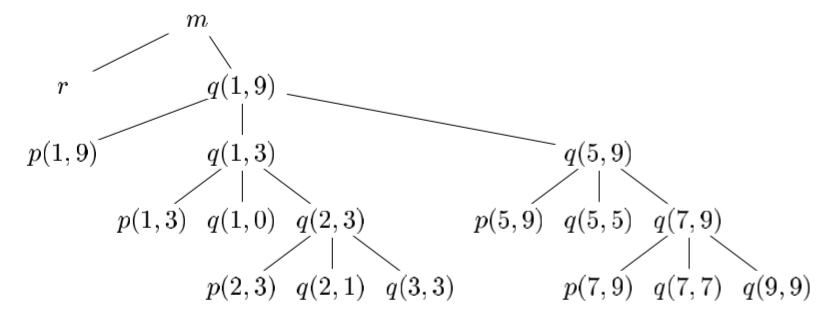 m
r q(1, 9)
p(1, 9) q(1, 3) q(5, 9)
p(1, 3) q(1, 0) q(2, 3) p(5, 9) q(5, 5) q(7, 9)
p(2, 3) q(2, 1) q(3, 3) p(7, 9) q(7, 7) q(9, 9)